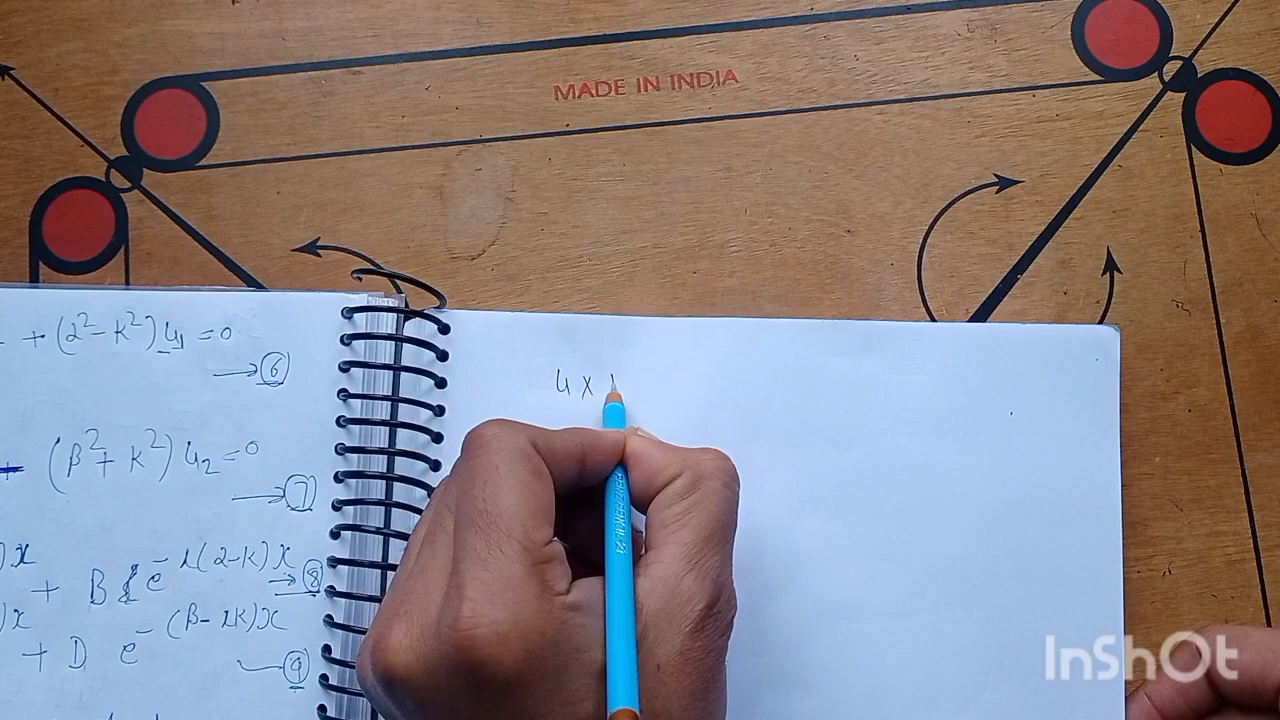 MADE IN INDIA
+ (α² - K²) u₁ = 0
→ ⑥
+ (β² + K²) u₂ = 0
→ ⑦
)x + B e^-i(α-K)x → ⑧
)x + D e^-(β-iK)x ⑨
4 x
InShOt